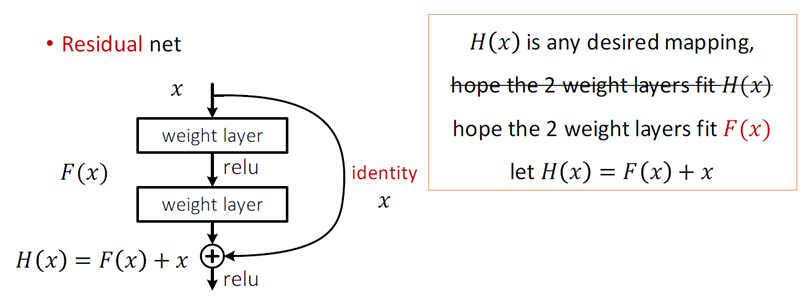 • Residual net
x
weight layer
relu
F(x)
weight layer
identity
x
H(x) = F(x) + x
relu
H(x) is any desired mapping,
hope the 2 weight layers fit H(x)
hope the 2 weight layers fit F(x)
let H(x) = F(x) + x